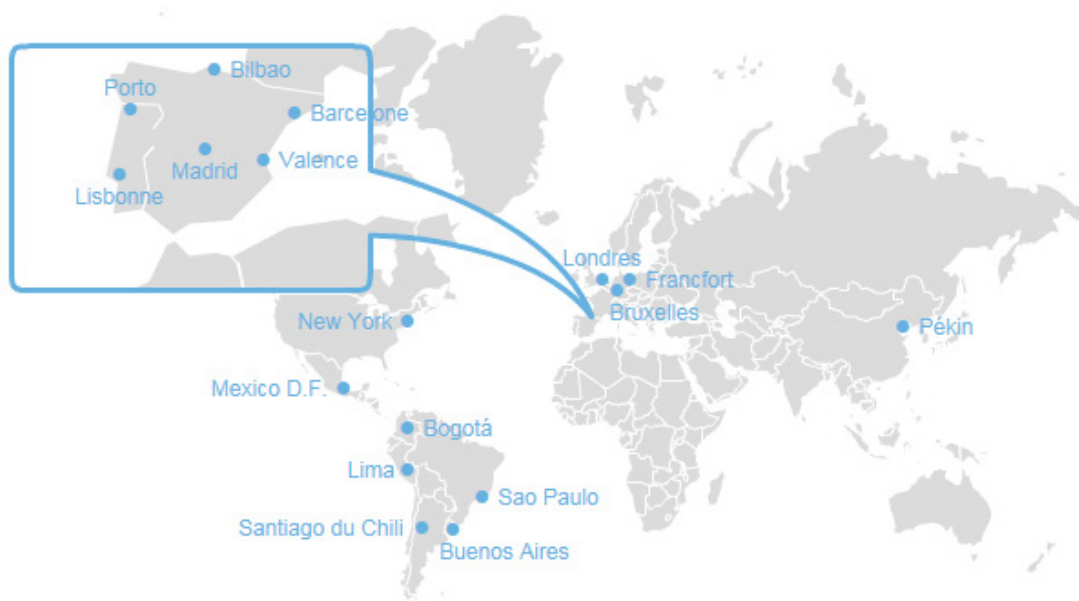 Bilbao
Porto
Barcelone
Madrid
Valence
Lisbonne
Londres
Francfort
Bruxelles
New York
Pékin
Mexico D.F.
Bogotá
Lima
Sao Paulo
Santiago du Chili
Buenos Aires